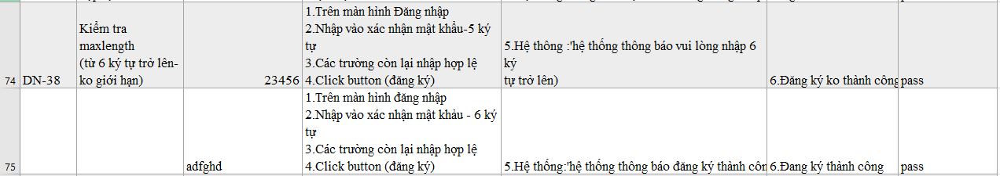 74 DN-38
Kiểm tra
maxlength
(từ 6 ký tự trở lên-
ko giới hạn)
23456
1.Trên màn hình Đăng nhập
2.Nhập vào xác nhận mật khẩu-5 ký
tự
3.Các trường còn lại nhập hợp lệ
4.Click button (đăng ký)
5.Hệ thông :'hệ thống thông báo vui lòng nhập 6
ký
tự trở lên)
6.Đăng ký ko thành công
pass
75
adfghd
1.Trên màn hình đăng nhập
2.Nhập vào xác nhận mật khảu - 6 ký
tự
3.Các trường còn lại nhập hợp lệ
4.Click button (đăng ký)
5.Hệ thống:'hệ thống thông báo đăng ký thành
6.Đang ký thành công
pass